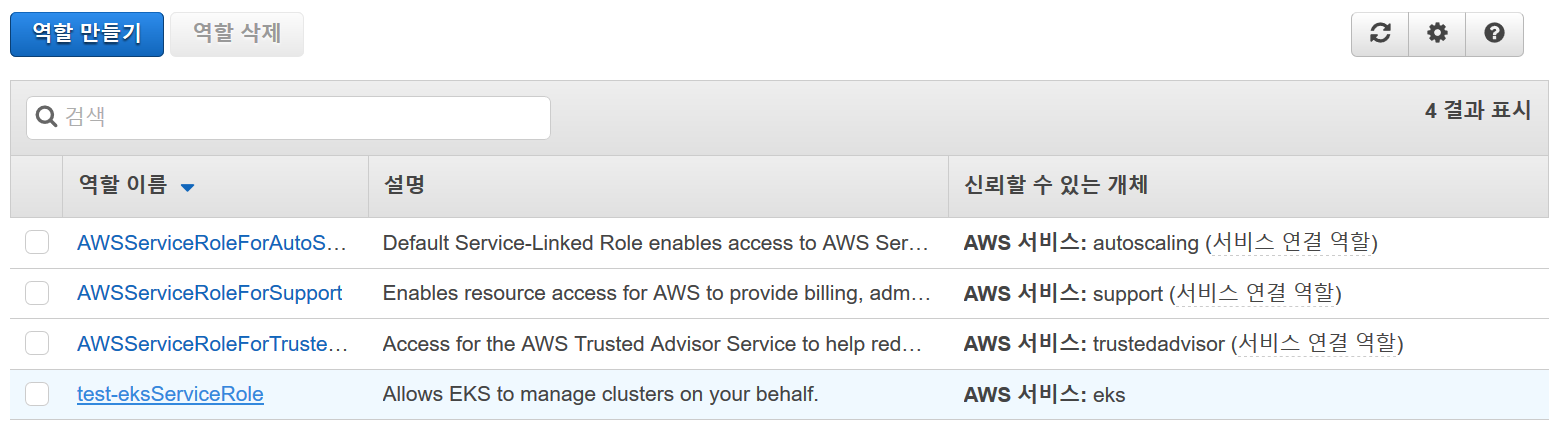 역할 만들기 역할 삭제
검색
4 결과 표시
역할 이름 설명 신뢰할 수 있는 개체
AWSServiceRoleForAutoS… Default Service-Linked Role enables access to AWS Ser… AWS 서비스: autoscaling (서비스 연결 역할)
AWSServiceRoleForSupport Enables resource access for AWS to provide billing, adm… AWS 서비스: support (서비스 연결 역할)
AWSServiceRoleForTruste… Access for the AWS Trusted Advisor Service to help red… AWS 서비스: trustedadvisor (서비스 연결 역할)
test-eksServiceRole Allows EKS to manage clusters on your behalf. AWS 서비스: eks